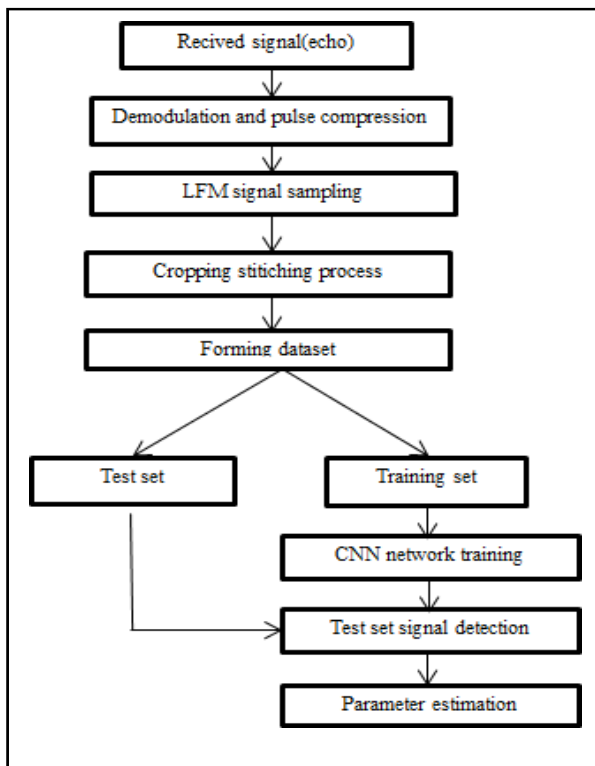 Recived signal(echo)
Demodulation and pulse compression
LFM signal sampling
Cropping stitiching process
Forming dataset
Test set
Training set
CNN network training
Test set signal detection
Parameter estimation